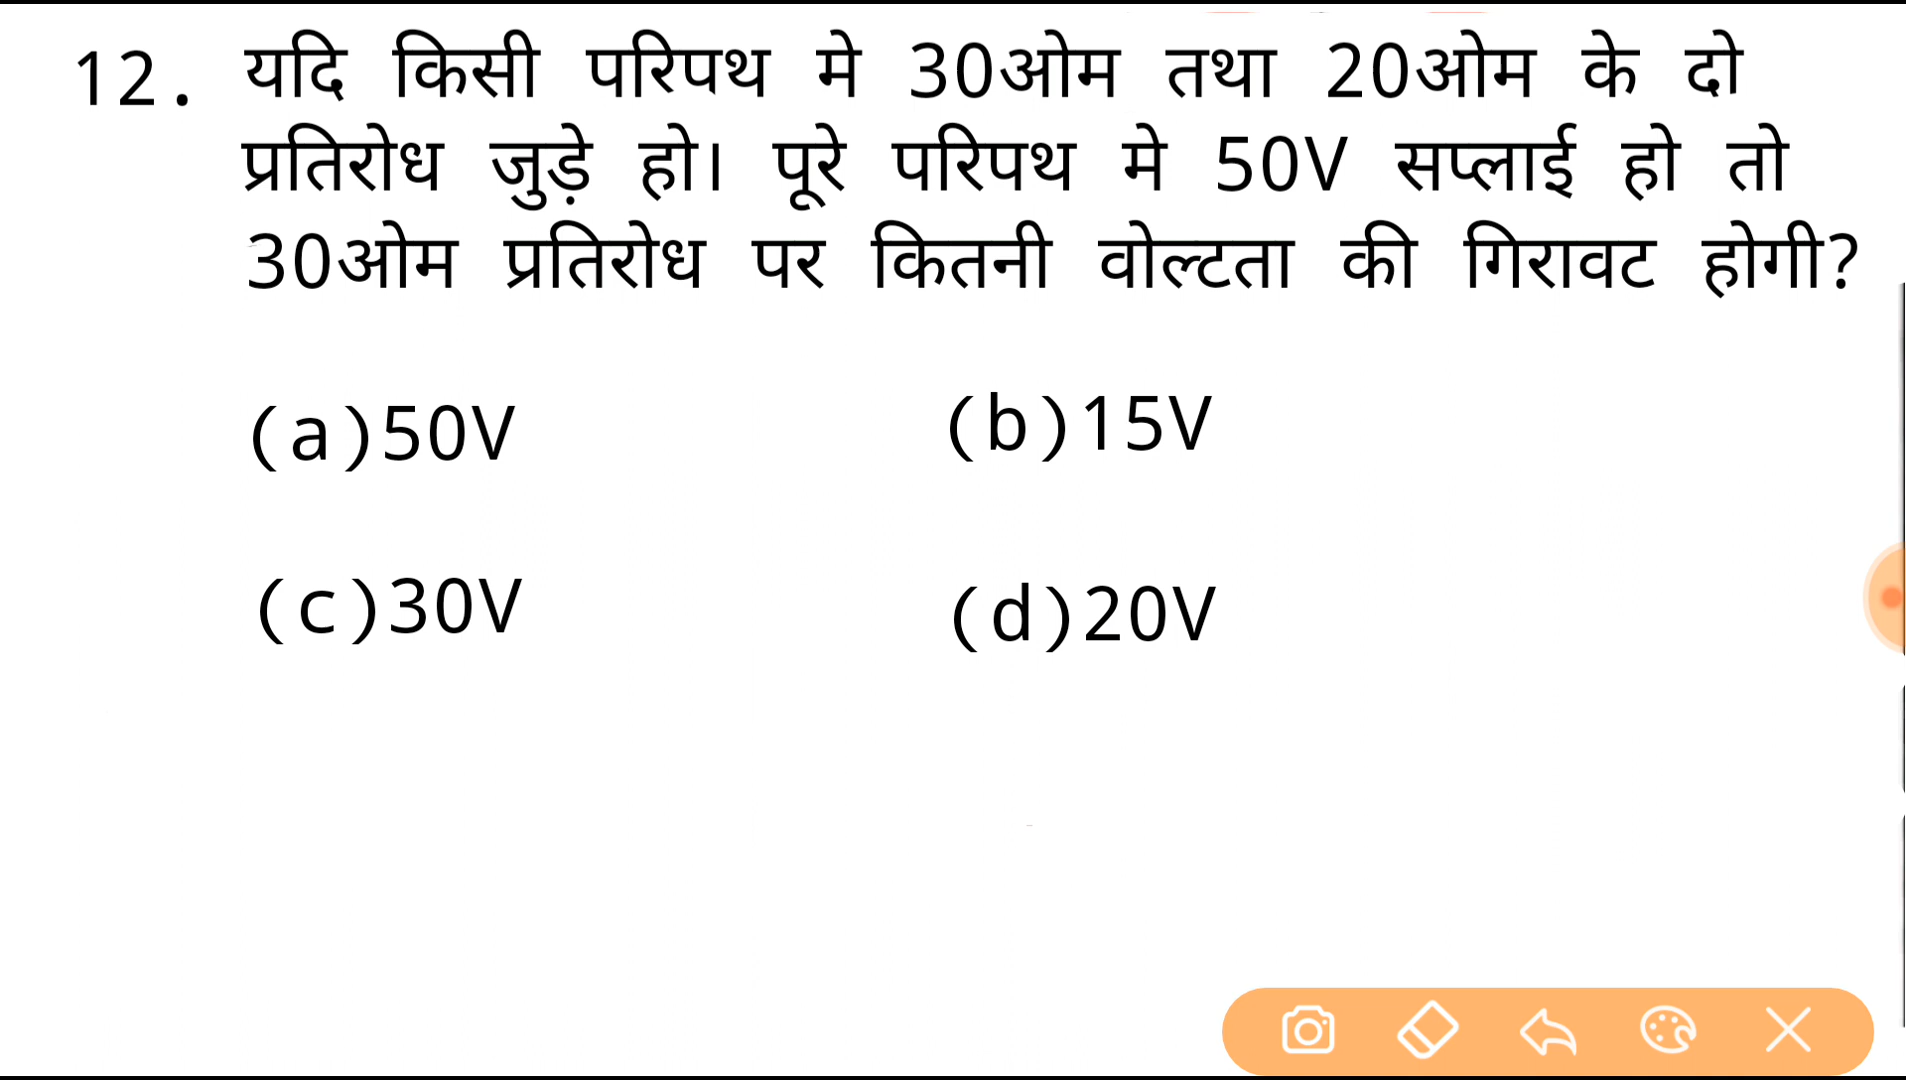 12. यदि किसी परिपथ मे 30ओम तथा 20ओम के दो
प्रतिरोध जुड़े हो। पूरे परिपथ मे 50V सप्लाई हो तो
30ओम प्रतिरोध पर कितनी वोल्टता की गिरावट होगी?
(a)50V (b)15V
(c)30V (d)20V